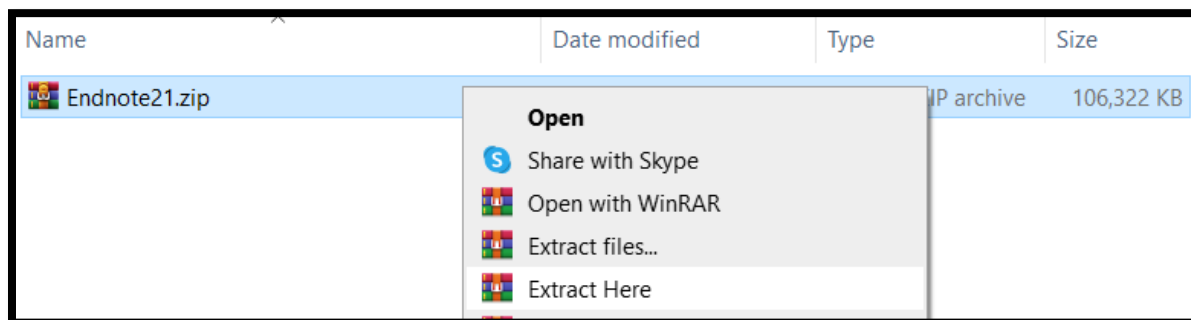 Name Date modified Type Size
Endnote21.zip IP archive 106,322 KB
Open
Share with Skype
Open with WinRAR
Extract files...
Extract Here